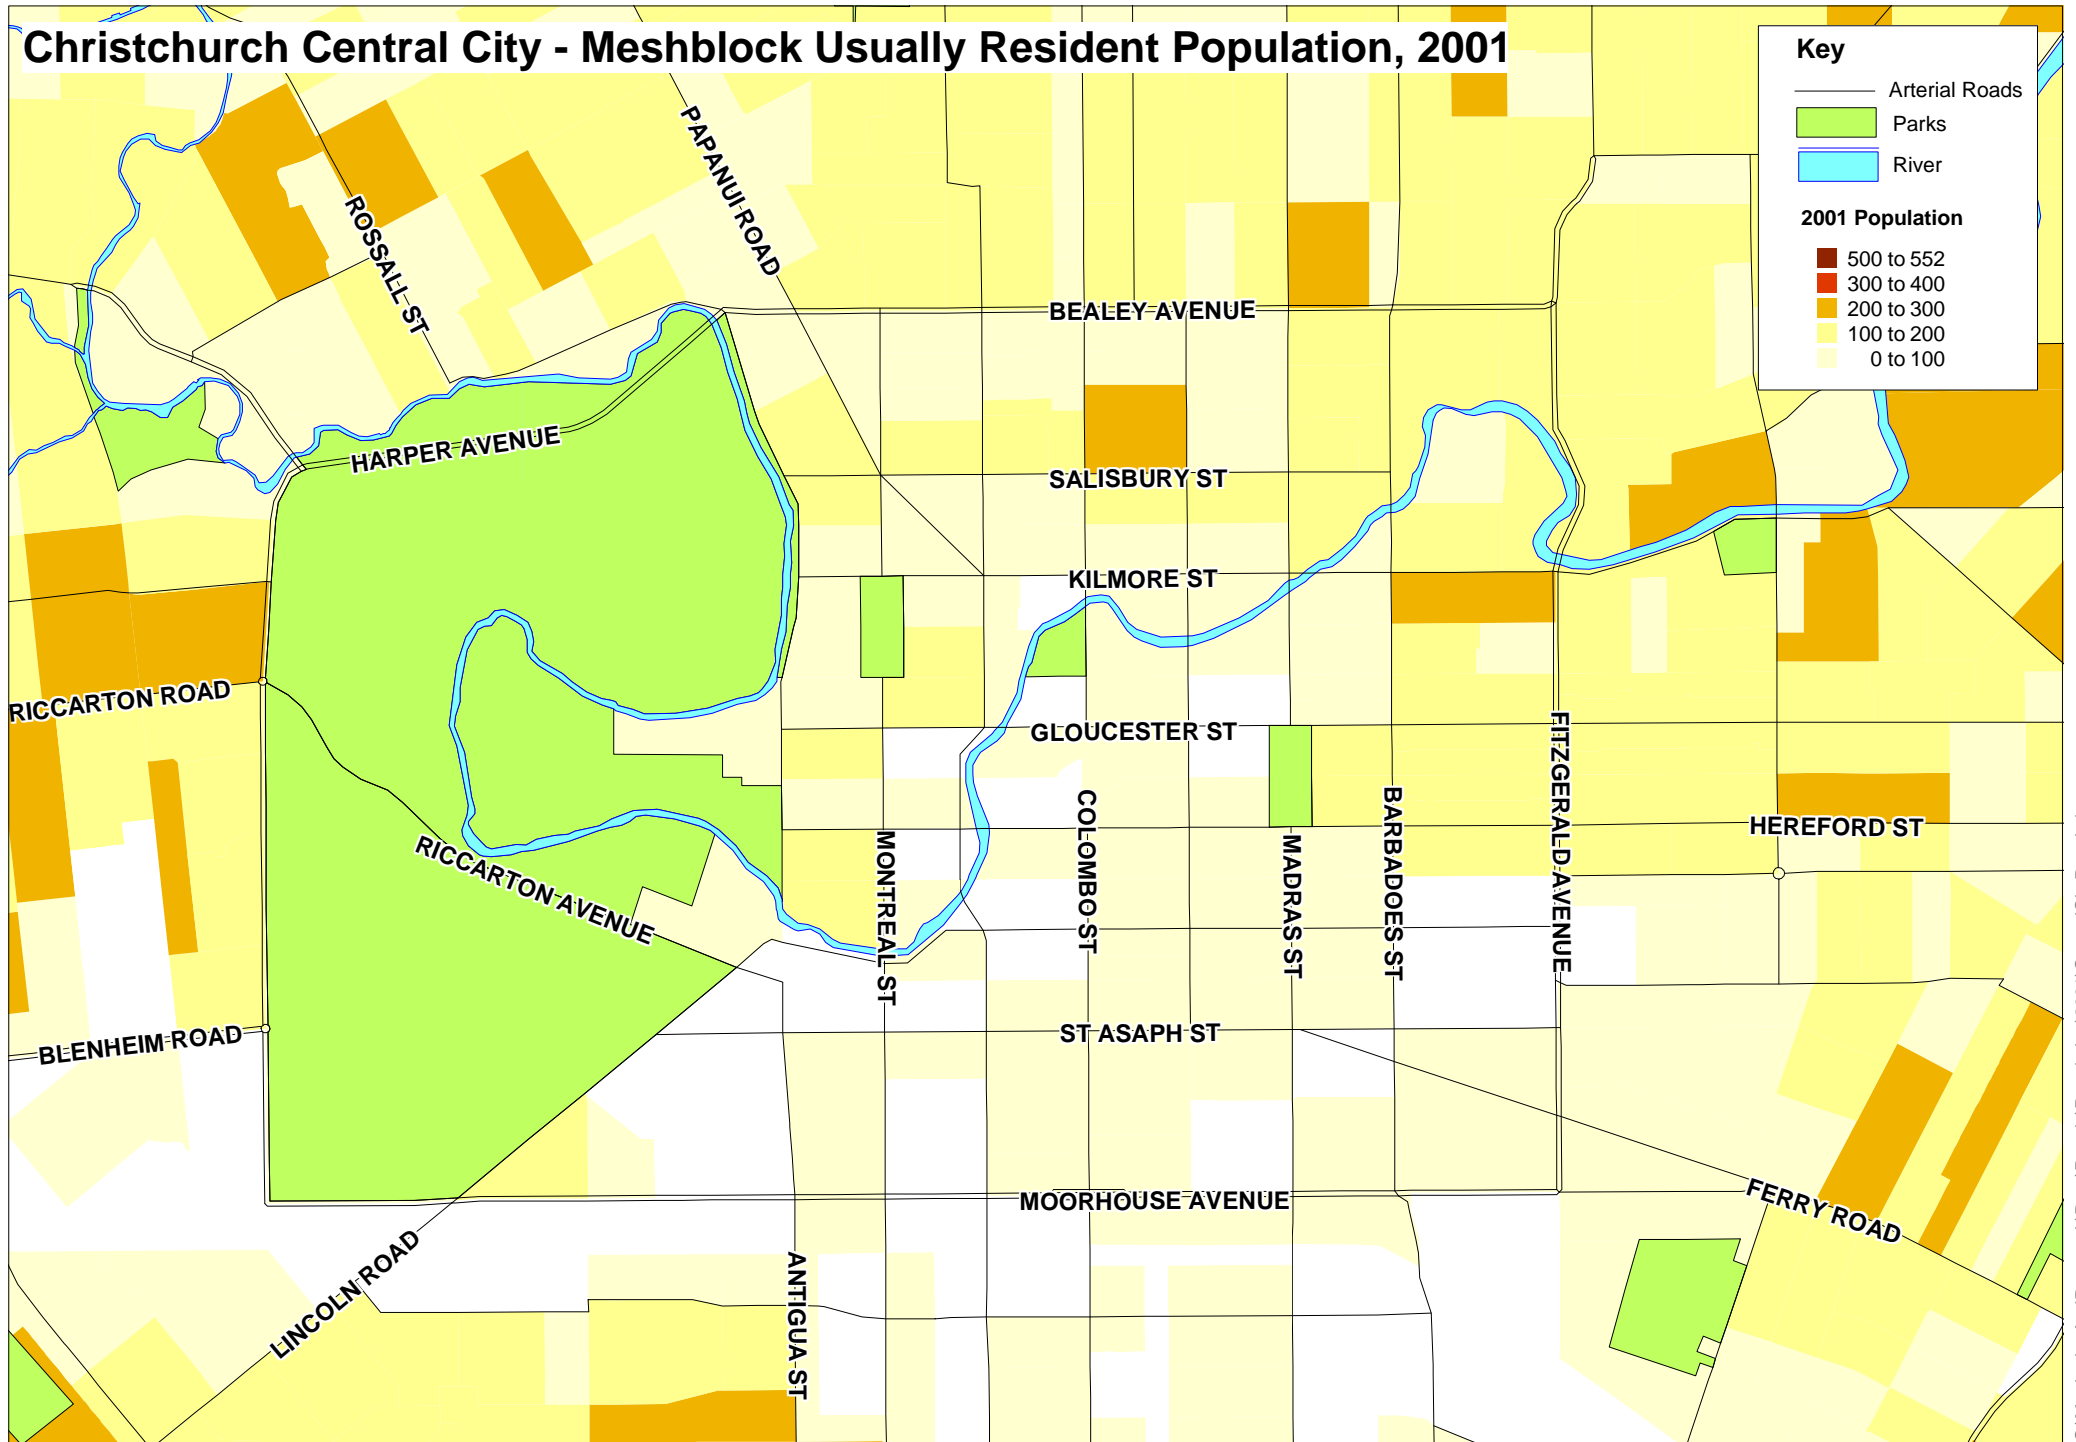 Christchurch Central City - Meshblock Usually Resident Population, 2001
Key
Arterial Roads
Parks
River
2001 Population
500 to 552
300 to 400
200 to 300
100 to 200
0 to 100
PAPANUI ROAD
ROSSALL ST
BEALEY AVENUE
HARPER AVENUE
SALISBURY ST
KILMORE ST
RICCARTON ROAD
GLOUCESTER ST
FITZGERALD AVENUE
COLOMBO ST
BARBADOES ST
HEREFORD ST
MONTREAL ST
MADRAS ST
RICCARTON AVENUE
BLENHEIM ROAD
ST ASAPH ST
MOORHOUSE AVENUE
FERRY ROAD
LINCOLN ROAD
ANTIGUA ST